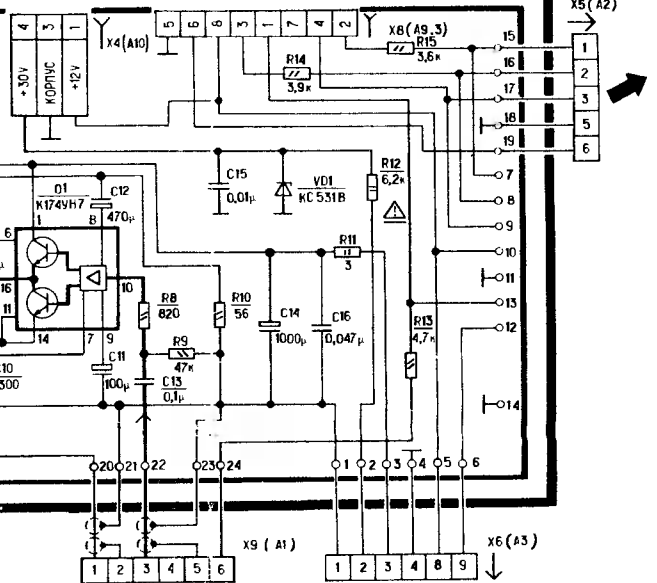 X5(A2)
4 3 1
X4(A10)
5 6 8 3 1 7 4 2
X8(A9.3)
R15
3,6к
15
1
R14
3,9к
16
2
+30V
КОРПУС
+12V
17
3
18
5
19
6
7
C15
0,01μ
VD1
КС531В
R12
6,2к
D1
К174УН7
C12
470μ
8
9
1
8
R11
3
10
6
μ
16
10
11
11
R8
820
R10
56
C14
1000μ
C16
0,047μ
13
12
R13
4,7к
14
7
9
R9
47к
C10
300
C11
100μ
C13
0,1μ
14
20 21 22 23 24
1 2 3 4 5 6
X9 (A1)
X6(A3)
1 2 3 4 5 6
1 2 3 4 8 9